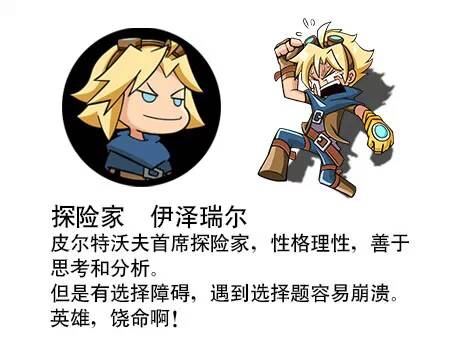 探险家　伊泽瑞尔
皮尔特沃夫首席探险家，性格理性，善于
思考和分析。
但是有选择障碍，遇到选择题容易崩溃。
英雄，饶命啊！